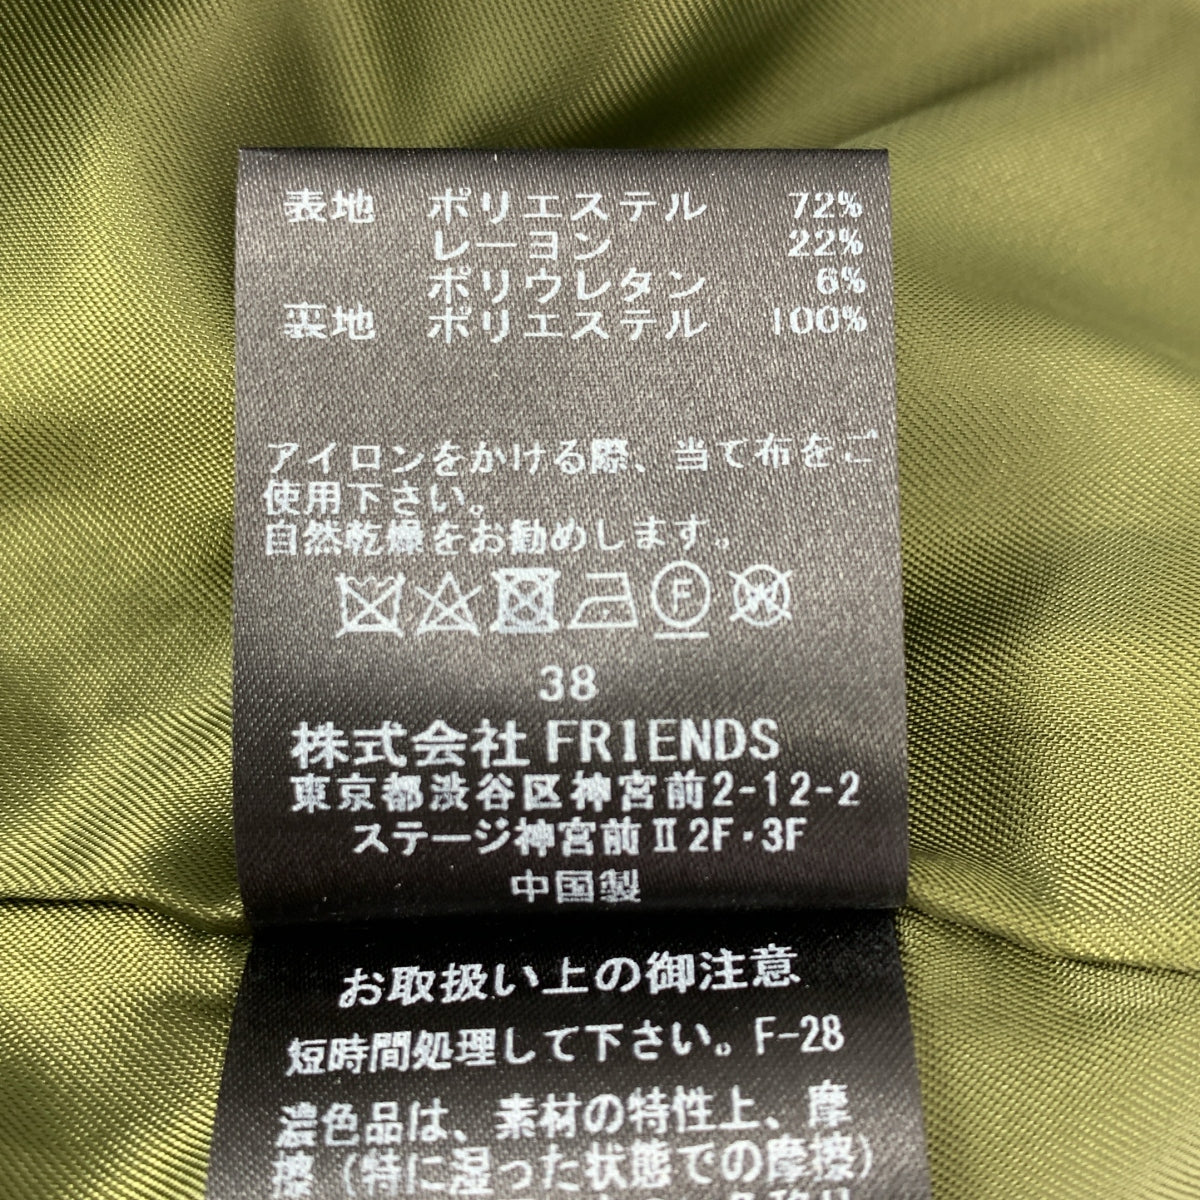 表地 ポリエステル 72%
レーヨン 22%
ポリウレタン 6%
裏地 ポリエステル 100%
アイロンをかける際、当て布をご
使用下さい。
自然乾燥をお勧めします。
F
W
38
株式会社 FRIENDS
東京都渋谷区神宮前2-12-2
ステージ神宮前Ⅱ2F・3F
中国製
お取扱い上の御注意
短時間処理して下さい。F-28
濃色品は、素材の特性上、摩
擦(特に湿った状態での摩擦)